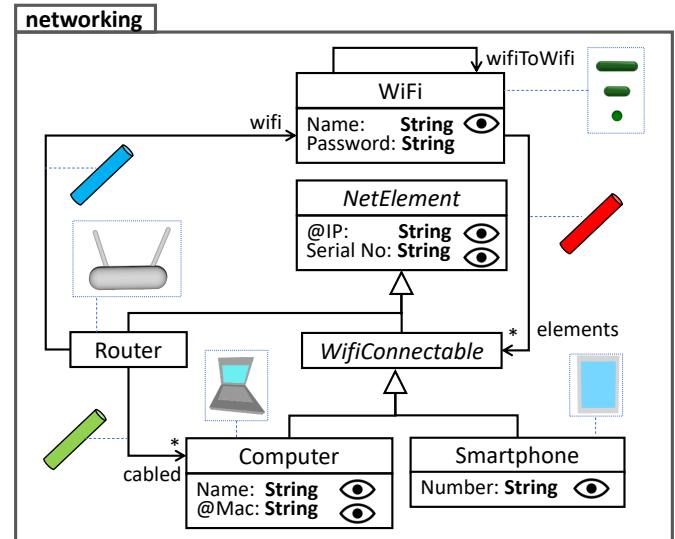 networking
wifiToWifi
WiFi
wifi
Name: String
Password: String
NetElement
@IP: String
Serial No: String
* elements
Router
WifiConnectable
*
cabled
Computer
Smartphone
Name: String
@Mac: String
Number: String